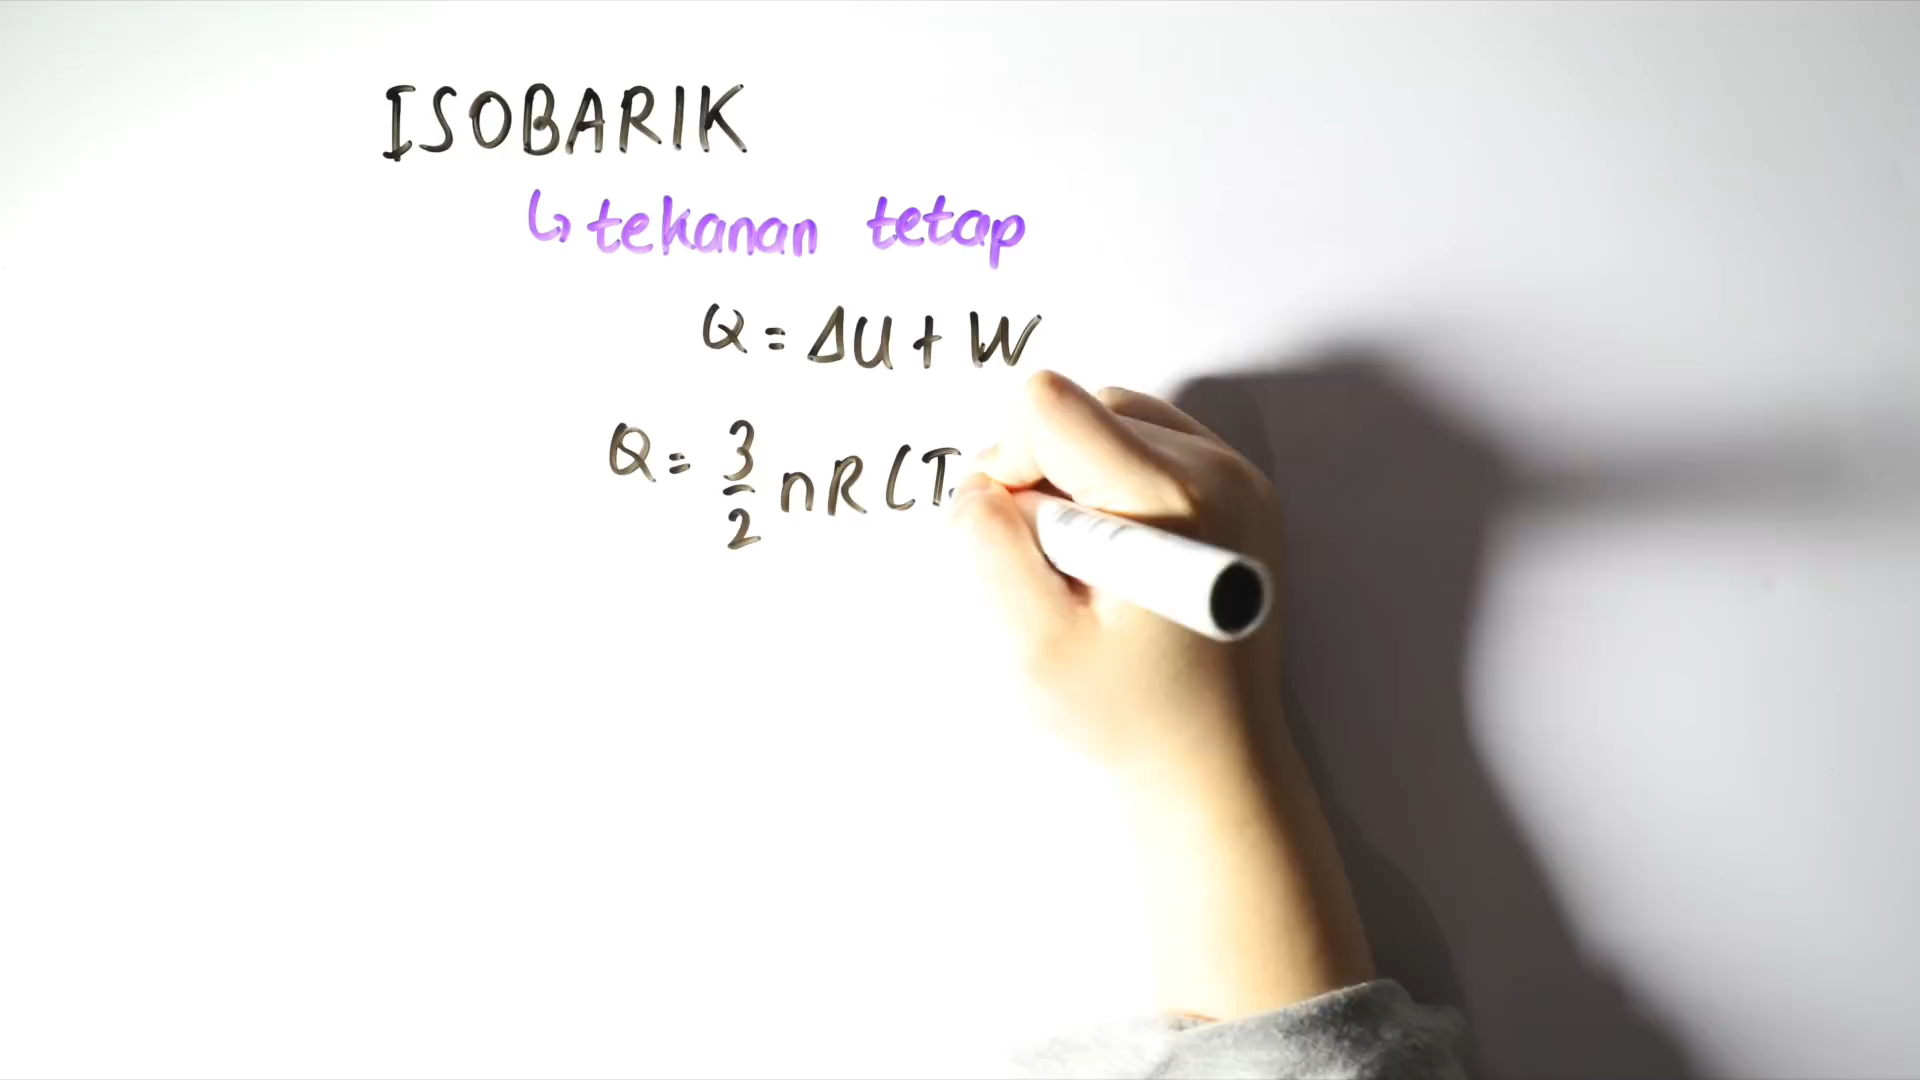 ISOBARIK
↳ tekanan tetap
Q = ΔU + W
Q = 3/2 nR (T